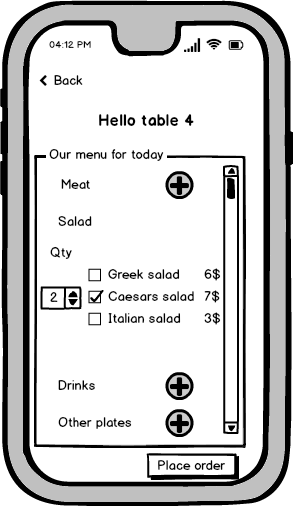 04:12 PM
Back
Hello table 4
Our menu for today
Meat
Salad
Qty
Greek salad 6$
2 Caesars salad 7$
Italian salad 3$
Drinks
Other plates
Place order